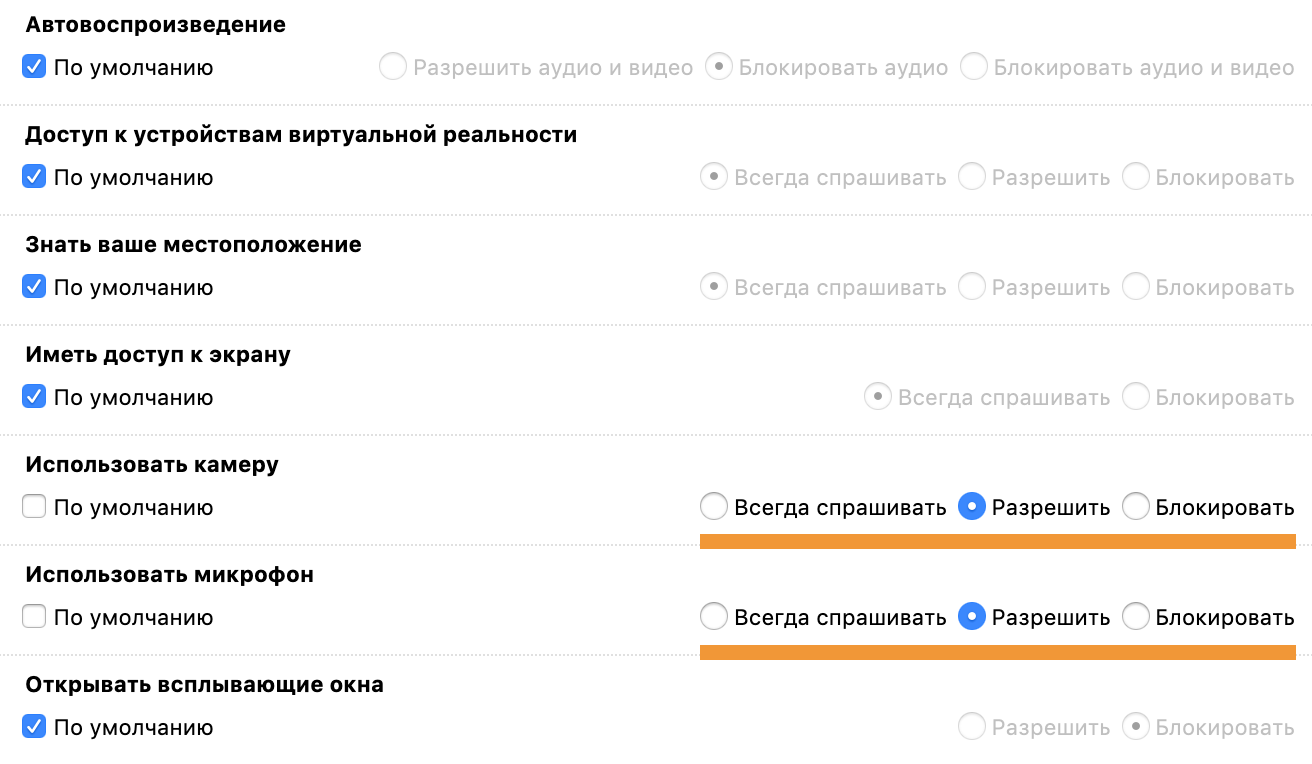 Автовоспроизведение
По умолчанию Разрешить аудио и видео Блокировать аудио Блокировать аудио и видео
Доступ к устройствам виртуальной реальности
По умолчанию Всегда спрашивать Разрешить Блокировать
Знать ваше местоположение
По умолчанию Всегда спрашивать Разрешить Блокировать
Иметь доступ к экрану
По умолчанию Всегда спрашивать Блокировать
Использовать камеру
По умолчанию Всегда спрашивать Разрешить Блокировать
Использовать микрофон
По умолчанию Всегда спрашивать Разрешить Блокировать
Открывать всплывающие окна
По умолчанию Разрешить Блокировать